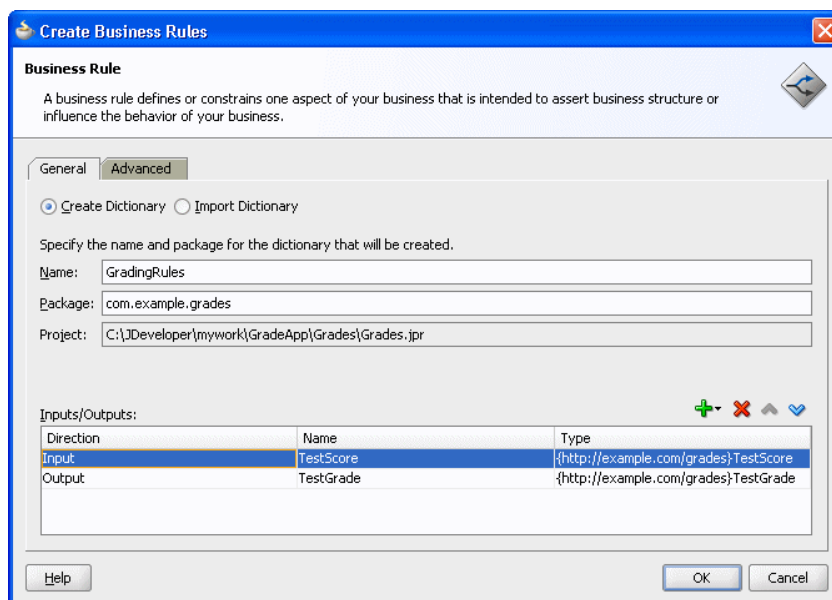 Create Business Rules
Business Rule
A business rule defines or constrains one aspect of your business that is intended to assert business structure or
influence the behavior of your business.
General Advanced
Create Dictionary Import Dictionary
Specify the name and package for the dictionary that will be created.
Name: GradingRules
Package: com.example.grades
Project: C:\JDeveloper\mywork\GradeApp\Grades\Grades.jpr
Inputs/Outputs:
Direction Name Type
Input TestScore {http://example.com/grades}TestScore
Output TestGrade {http://example.com/grades}TestGrade
Help OK Cancel